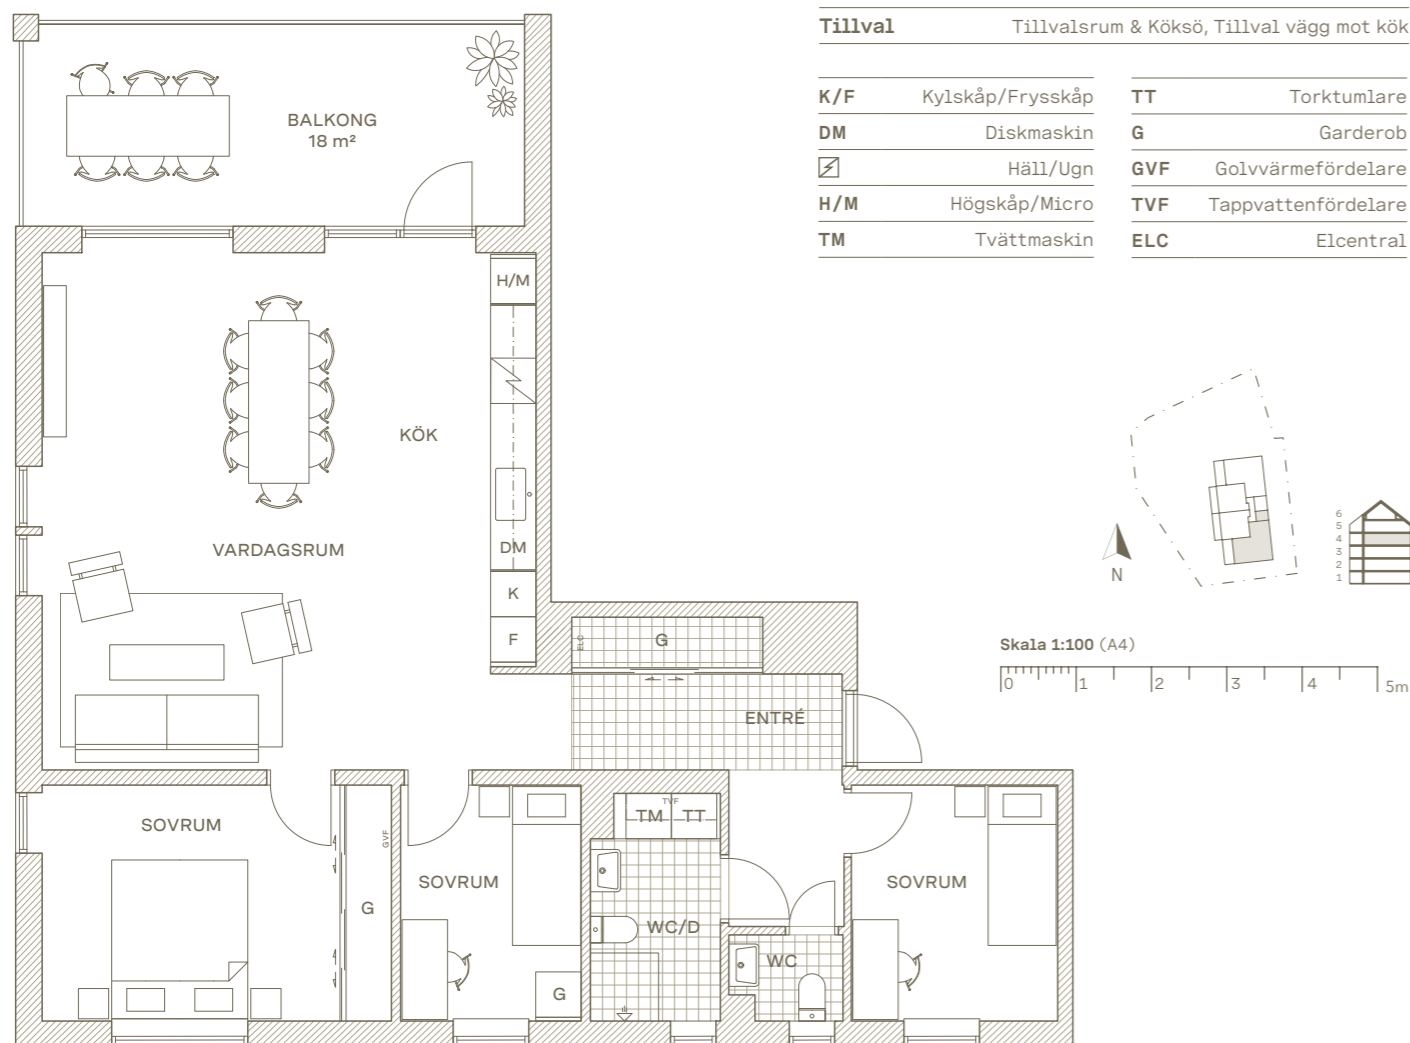 Tillval Tillvalsrum & Köksö, Tillval vägg mot kök
K/F Kylskåp/Frysskåp
DM Diskmaskin
Häll/Ugn
H/M Högskåp/Micro
TM Tvättmaskin
TT Torktumlare
G Garderob
GVF Golvvärmefördelare
TVF Tappvattenfördelare
ELC Elcentral
BALKONG
18 m²
H/M
KÖK
VARDAGSRUM
DM
K
F
ELC
G
ENTRÉ
6
5
4
3
2
1
N
Skala 1:100 (A4)
0 1 2 3 4 5m
SOVRUM
GVF
G
SOVRUM
G
TVF
TM TT
WC/D
WC
SOVRUM